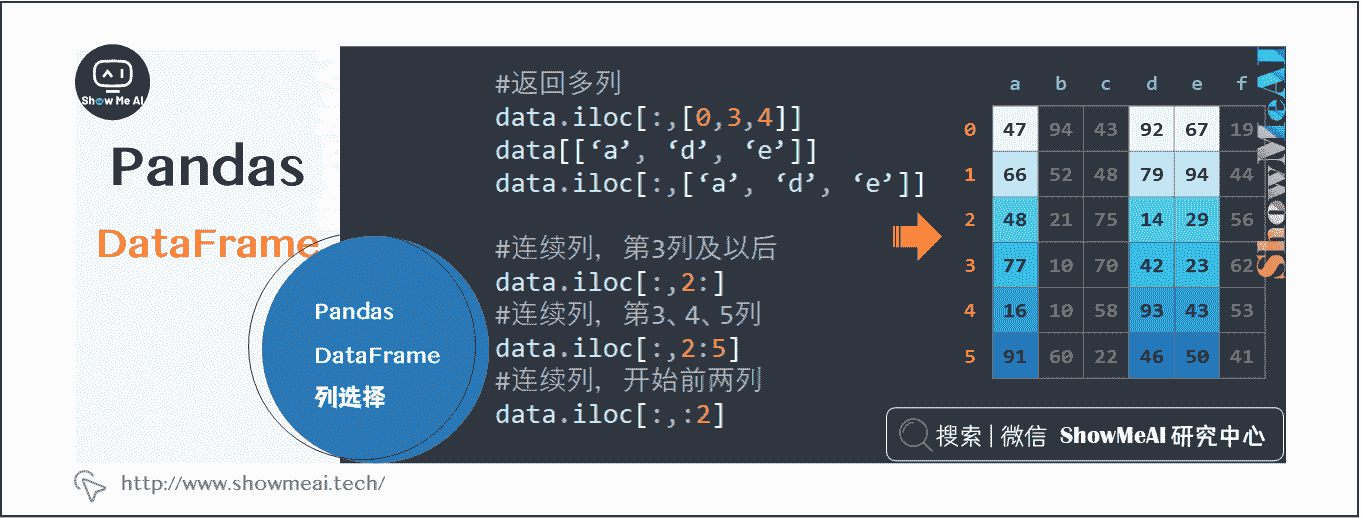 AI
Show Me AI
Pandas
DataFrame
Pandas
DataFrame
列选择
#返回多列
data.iloc[:,[0,3,4]]
data[[‘a’, ‘d’, ‘e’]]
data.iloc[:,[‘a’, ‘d’, ‘e’]]
#连续列，第3列及以后
data.iloc[:,2:]
#连续列，第3、4、5列
data.iloc[:,2:5]
#连续列，开始前两列
data.iloc[:,:2]
a b c d e f
0 47 94 43 92 67 19
1 66 52 48 79 94 44
2 48 21 75 14 29 56
3 77 10 70 42 23 62
4 16 10 58 93 43 53
5 91 60 22 46 50 41
ShowMeAI
搜索 | 微信 ShowMeAI 研究中心
http://www.showmeai.tech/